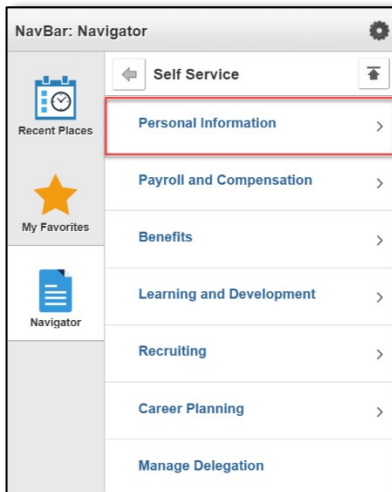 NavBar: Navigator
Recent Places
My Favorites
Navigator
Self Service
Personal Information
Payroll and Compensation
Benefits
Learning and Development
Recruiting
Career Planning
Manage Delegation